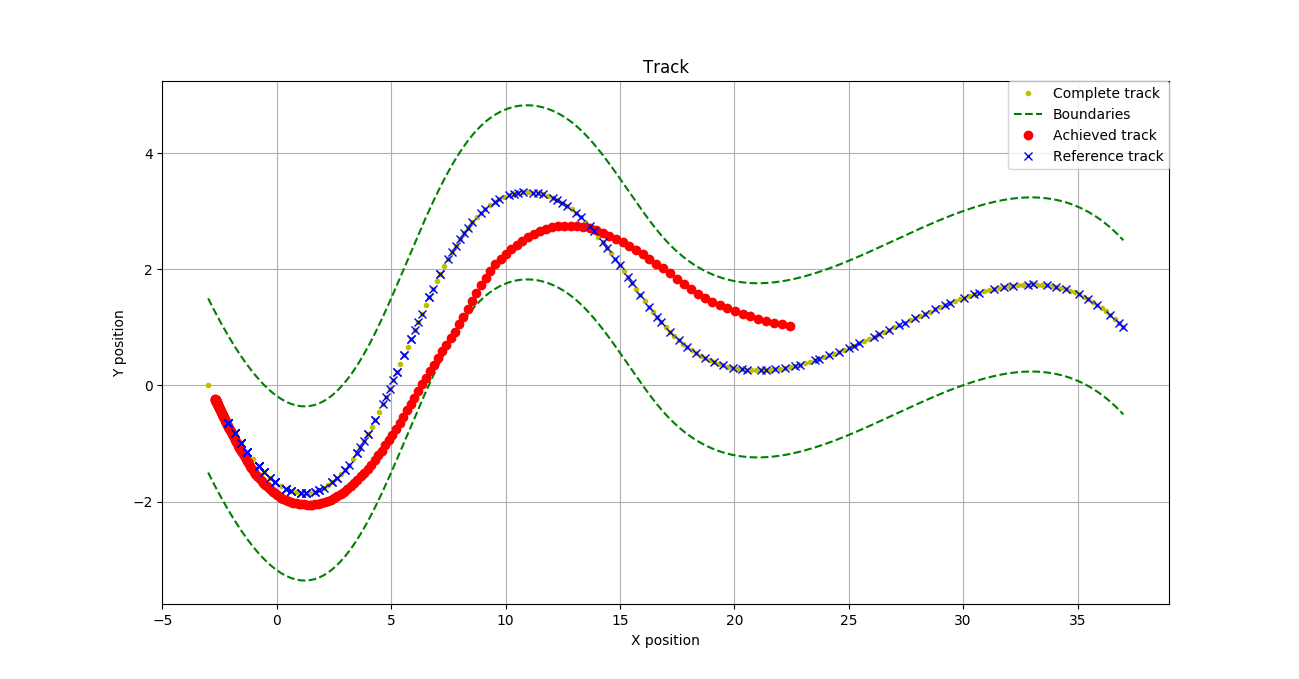 Track
Complete track
Boundaries
Achieved track
Reference track
Y position
4
2
0
−2
−5
0
5
10
15
20
25
30
35
X position